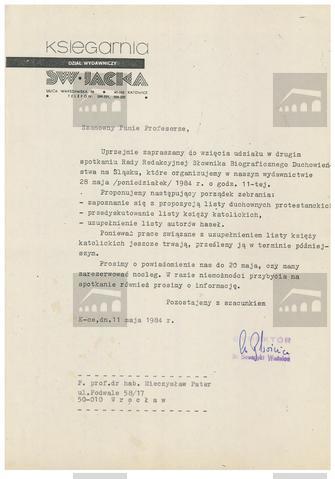 księgarnia
DZIAŁ WYDAWNICZY
ŚW. JACKA
Szanowny Panie Profesorze,
Uprzejmie zapraszamy do wzięcia udziału w drugim
spotkaniu Rady Redakcyjnej Słownika Biograficznego Duchowień-
stwa na Śląsku, które organizujemy w naszym wydawnictwie
28 maja /poniedziałek/ 1984 r. o godz. 11-tej.
Proponujemy następujący porządek zebrania:
- zapoznanie się z propozycją listy duchownych protestanckich
- przedyskutowanie listy księży katolickich,
- uzupełnienie listy autorów haseł.
Ponieważ prace związane z uzupełnieniem listy księży
katolickich jeszcze trwają, prześlemy ją w terminie później-
szym.
Prosimy o powiadomienie nas do 20 maja, czy mamy
zarezerwować nocleg. W razie niemożności przybycia na
spotkanie również prosimy o informację.
Pozostajemy z szacunkiem
K-ce,dn.11 maja 1984 r.
P. prof.dr hab. Mieczysław Pater
ul.Podwale 58/17
50-010 Wrocław